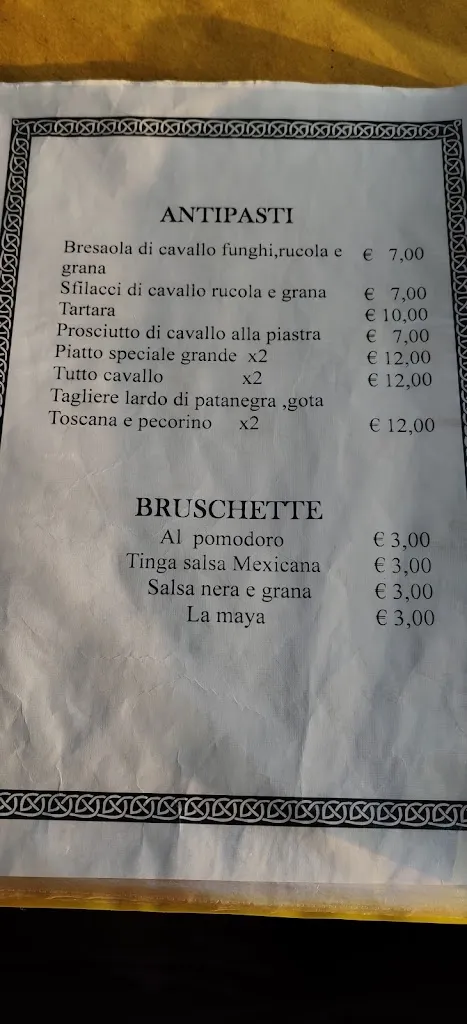 ANTIPASTI
Bresaola di cavallo funghi,rucola e € 7,00
grana
Sfilacci di cavallo rucola e grana € 7,00
Tartara € 10,00
Prosciutto di cavallo alla piastra € 7,00
Piatto speciale grande x2 € 12,00
Tutto cavallo x2 € 12,00
Tagliere lardo di patanegra ,gota
Toscana e pecorino x2 € 12,00
BRUSCHETTE
Al pomodoro € 3,00
Tinga salsa Mexicana € 3,00
Salsa nera e grana € 3,00
La maya € 3,00